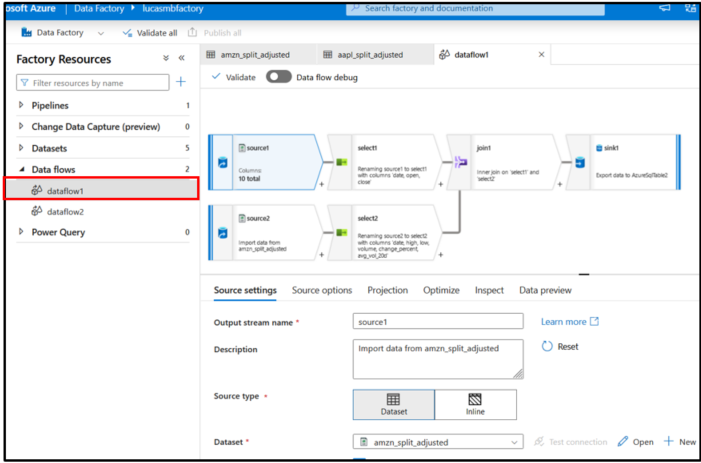 osoft Azure | Data Factory ▸ lucasmbfactory
Search factory and documentation
Data Factory
Validate all
Publish all
Factory Resources
Filter resources by name
Pipelines 1
Change Data Capture (preview) 0
Datasets 5
Data flows 2
dataflow1
dataflow2
Power Query 0
amzn_split_adjusted
aapl_split_adjusted
dataflow1
Validate
Data flow debug
source1
Columns
10 total
select1
Renaming source1 to select1
with columns 'date, open,
close'
join1
Inner join on 'select1' and
'select2'
sink1
Export data to AzureSqlTable2
source2
Import data from
amzn_split_adjusted
select2
Renaming source2 to select2
with columns 'date, high, low,
volume, change_percent,
avg_vol_20d'
Source settings
Source options
Projection
Optimize
Inspect
Data preview
Output stream name *
source1
Learn more
Description
Import data from amzn_split_adjusted
Reset
Source type *
Dataset
Inline
Dataset *
amzn_split_adjusted
Test connection
Open
New